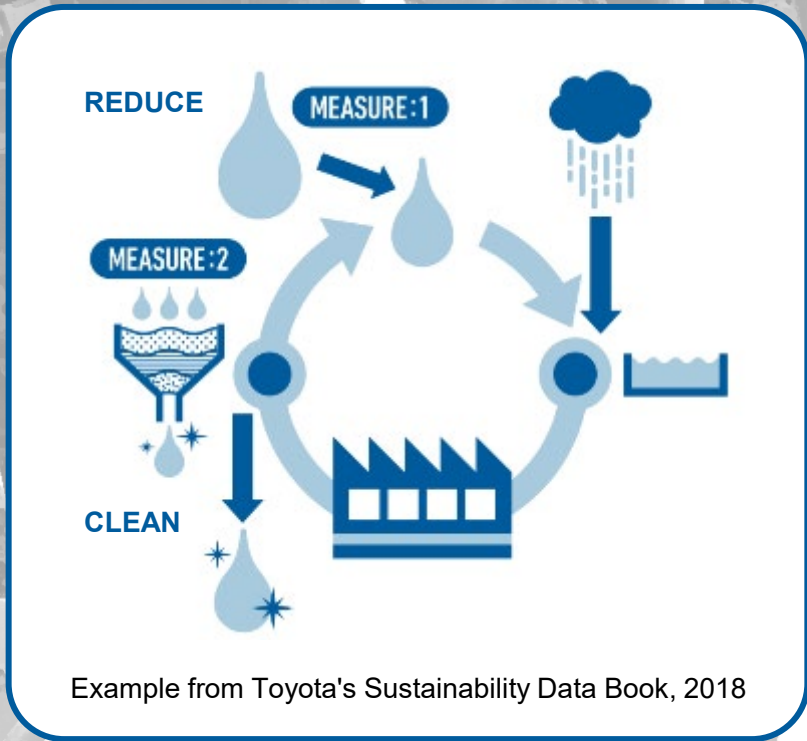 REDUCE
MEASURE:1
MEASURE:2
CLEAN
Example from Toyota's Sustainability Data Book, 2018